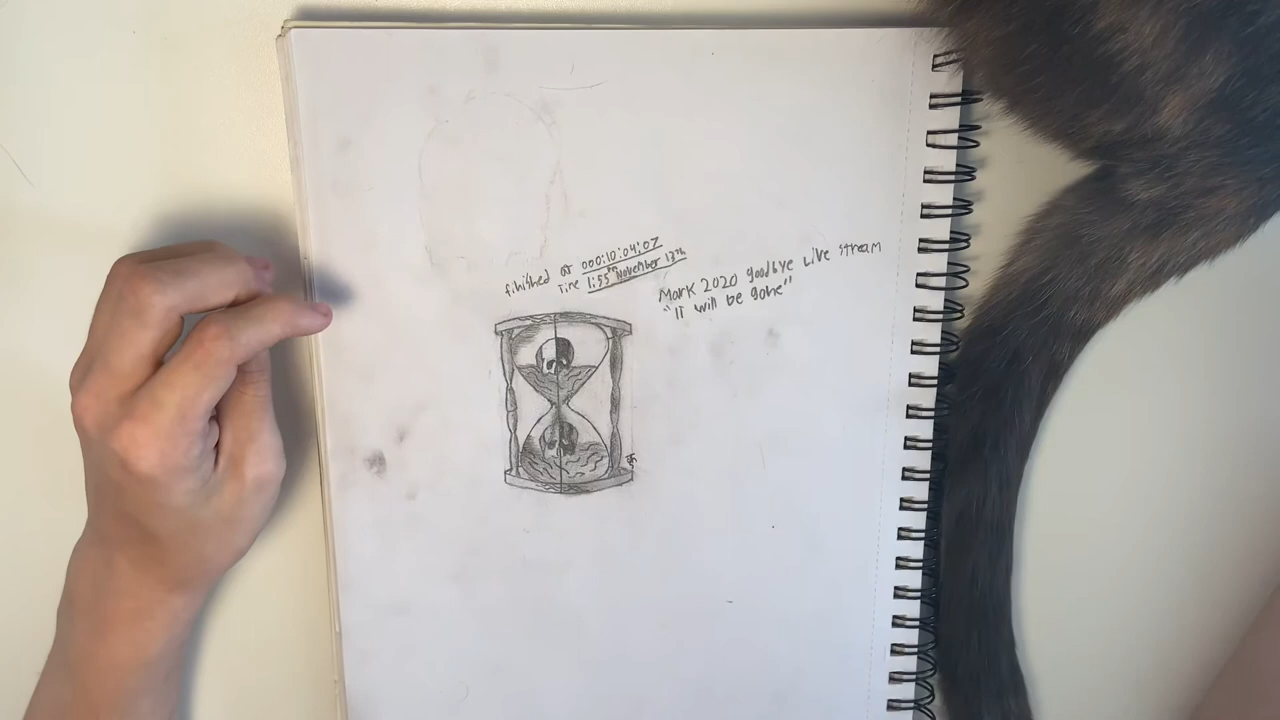 finished at 000:10:04:07
Time 1:55 November 13th
Mark 2020 goodbye Live stream
"IT will be gone"